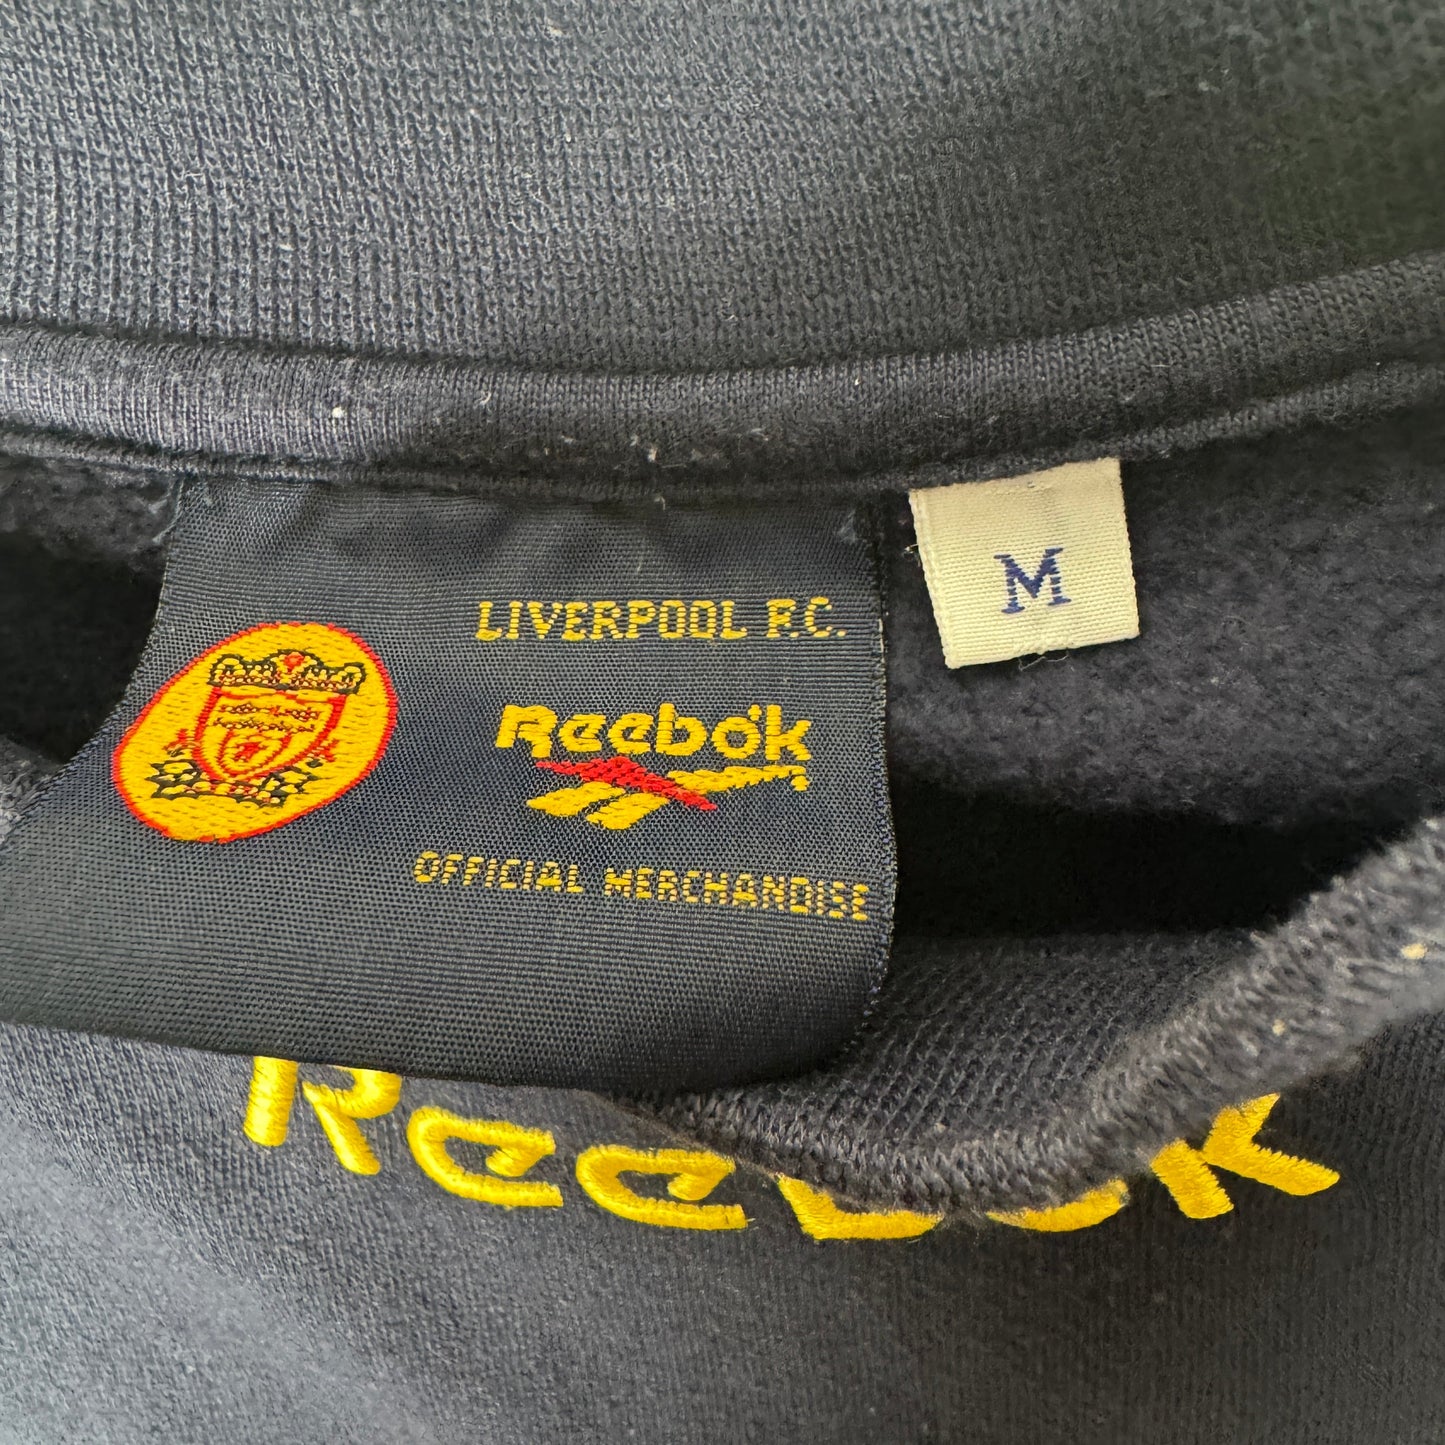 LIVERPOOL F.C.
M
Reebok
OFFICIAL MERCHANDISE
Reebok